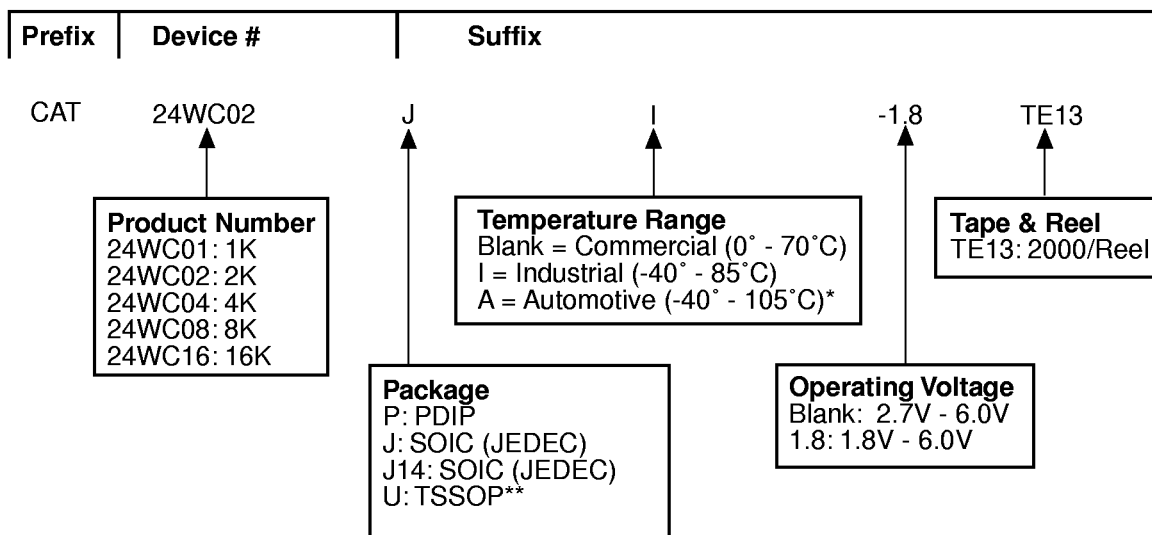 Prefix Device # Suffix
CAT 24WC02 J I -1.8 TE13
Product Number
24WC01: 1K
24WC02: 2K
24WC04: 4K
24WC08: 8K
24WC16: 16K
Temperature Range
Blank = Commercial (0˚ - 70˚C)
I = Industrial (-40˚ - 85˚C)
A = Automotive (-40˚ - 105˚C)*
Tape & Reel
TE13: 2000/Reel
Package
P: PDIP
J: SOIC (JEDEC)
J14: SOIC (JEDEC)
U: TSSOP**
Operating Voltage
Blank: 2.7V - 6.0V
1.8: 1.8V - 6.0V